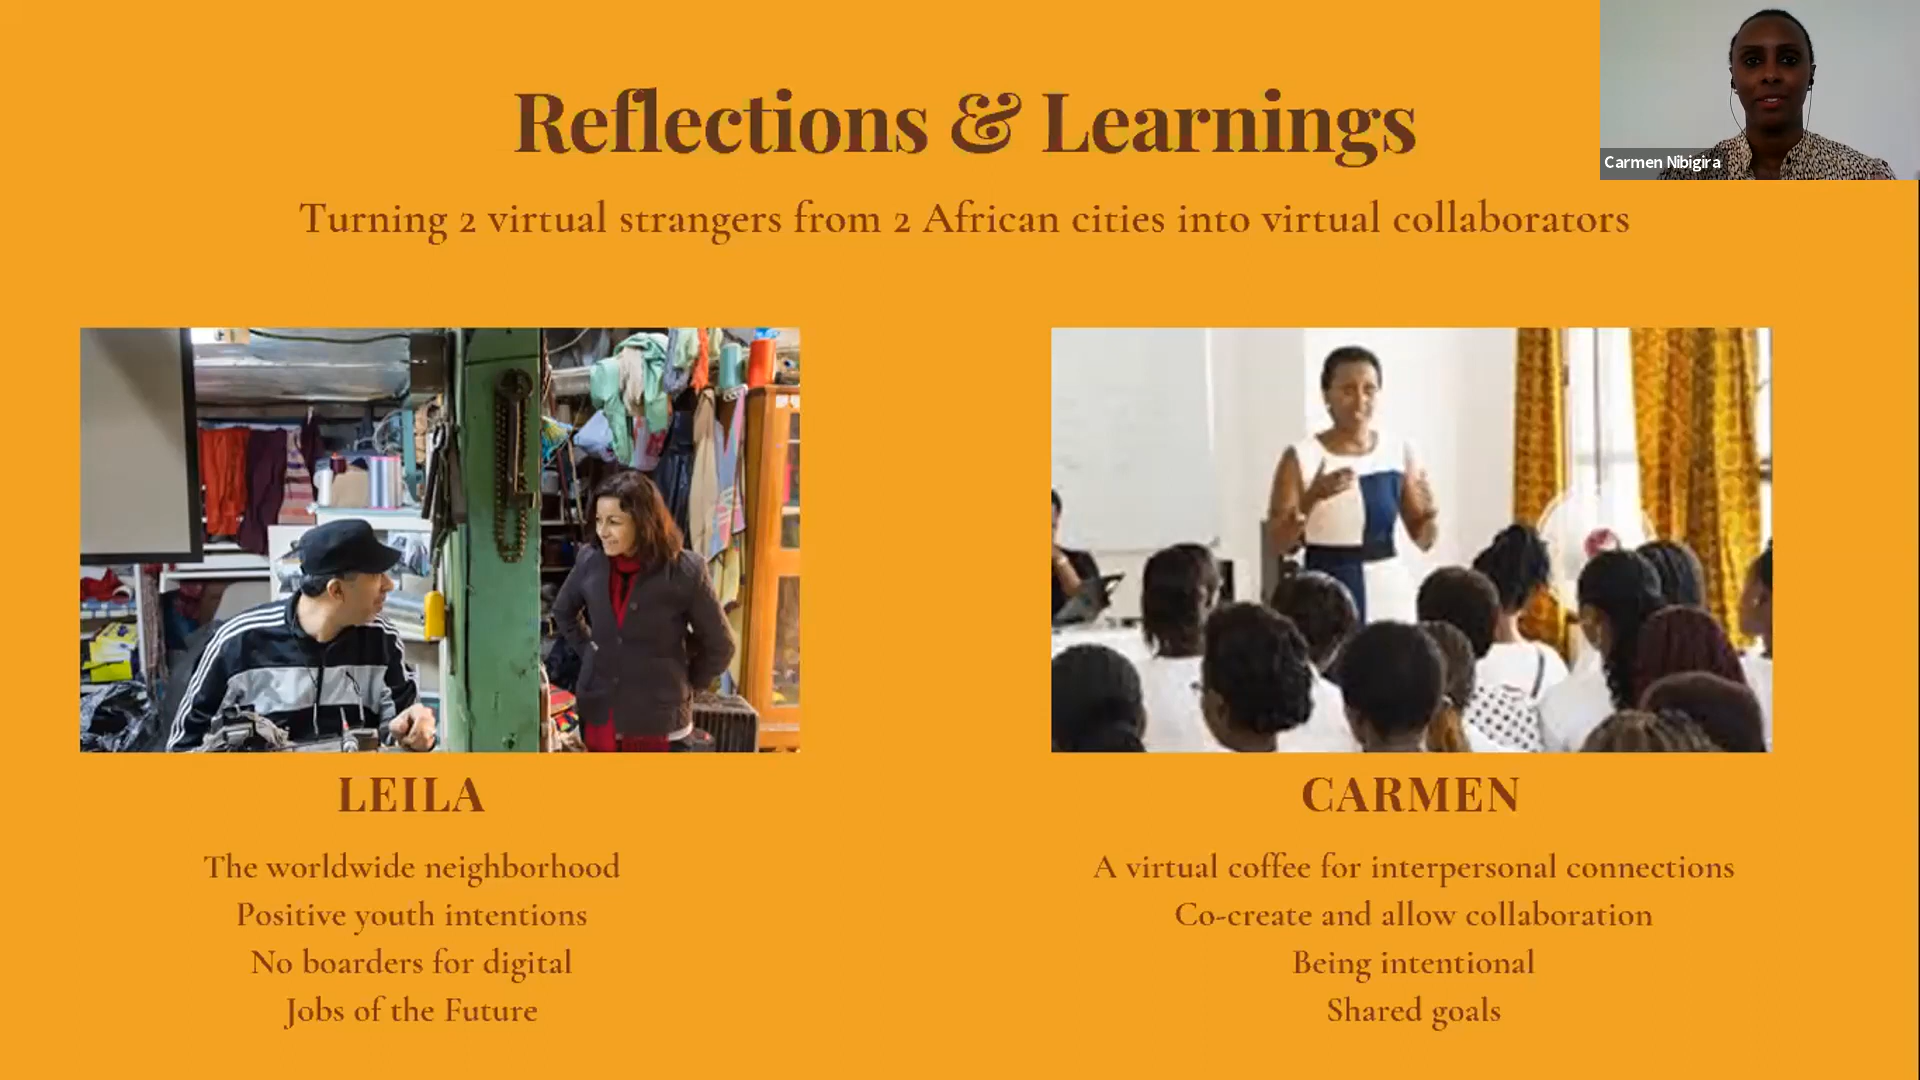 Reflections & Learnings
Carmen Nibigira
Turning 2 virtual strangers from 2 African cities into virtual collaborators
LEILA
The worldwide neighborhood
Positive youth intentions
No boarders for digital
Jobs of the Future
CARMEN
A virtual coffee for interpersonal connections
Co-create and allow collaboration
Being intentional
Shared goals